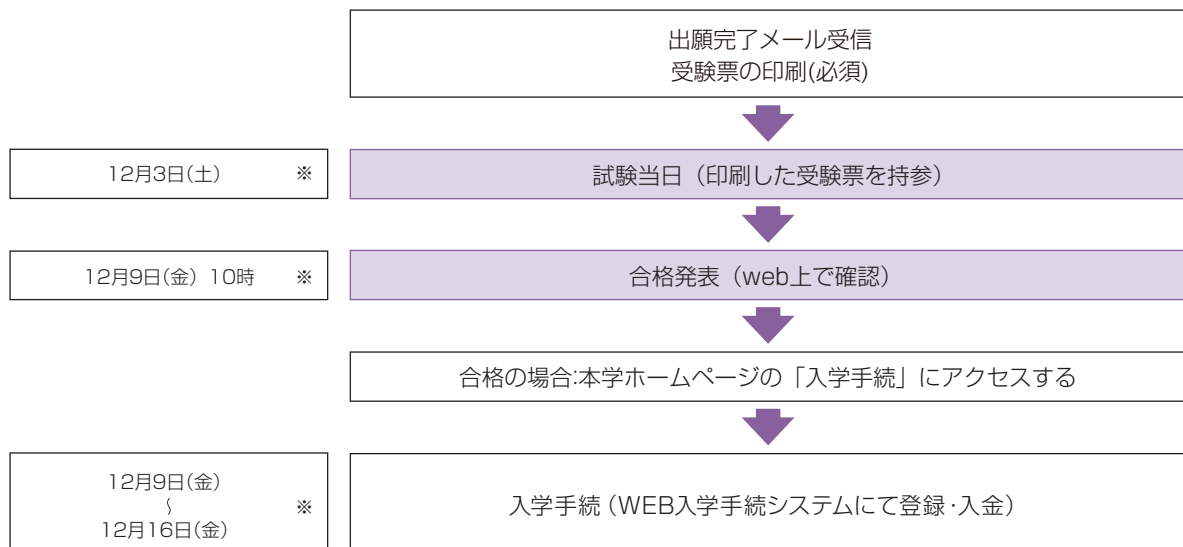 出願完了メール受信
受験票の印刷(必須)
12月3日(土) ※
試験当日（印刷した受験票を持参）
12月9日(金) 10時 ※
合格発表（web上で確認）
合格の場合:本学ホームページの「入学手続」にアクセスする
12月9日(金)
〜
12月16日(金)
※
入学手続（WEB入学手続システムにて登録･入金）